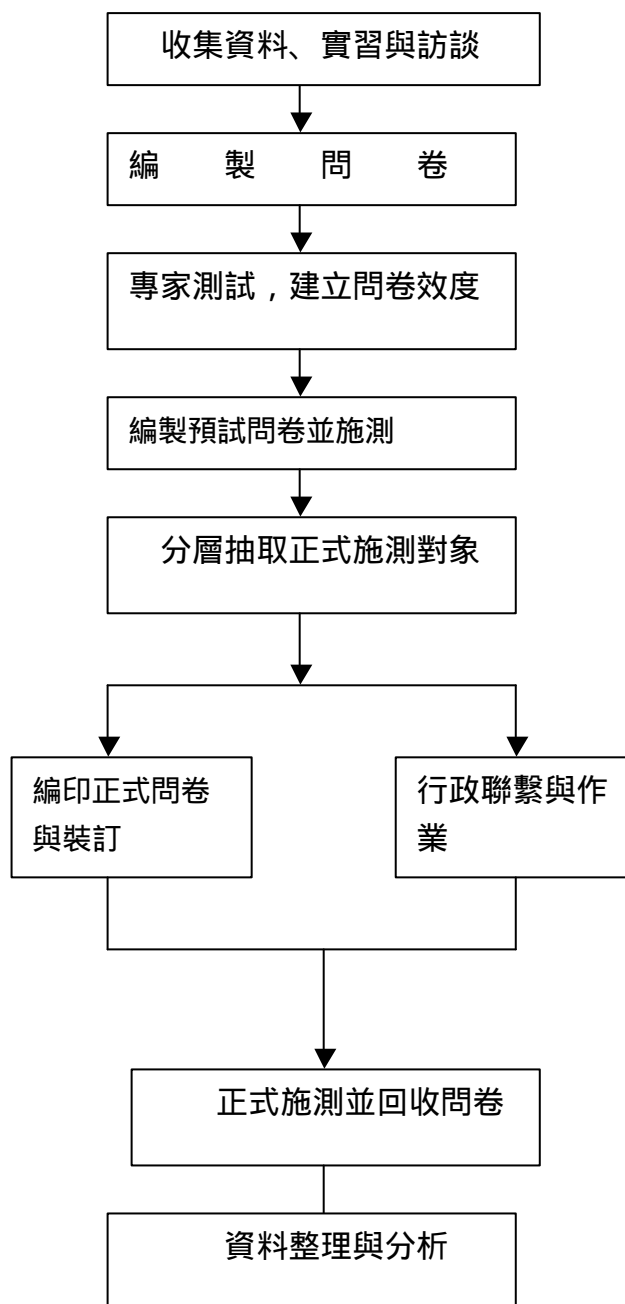 收集資料、實習與訪談
編 製 問 卷
專家測試，建立問卷效度
編製預試問卷並施測
分層抽取正式施測對象
編印正式問卷
與裝訂
行政聯繫與作
業
正式施測並回收問卷
資料整理與分析